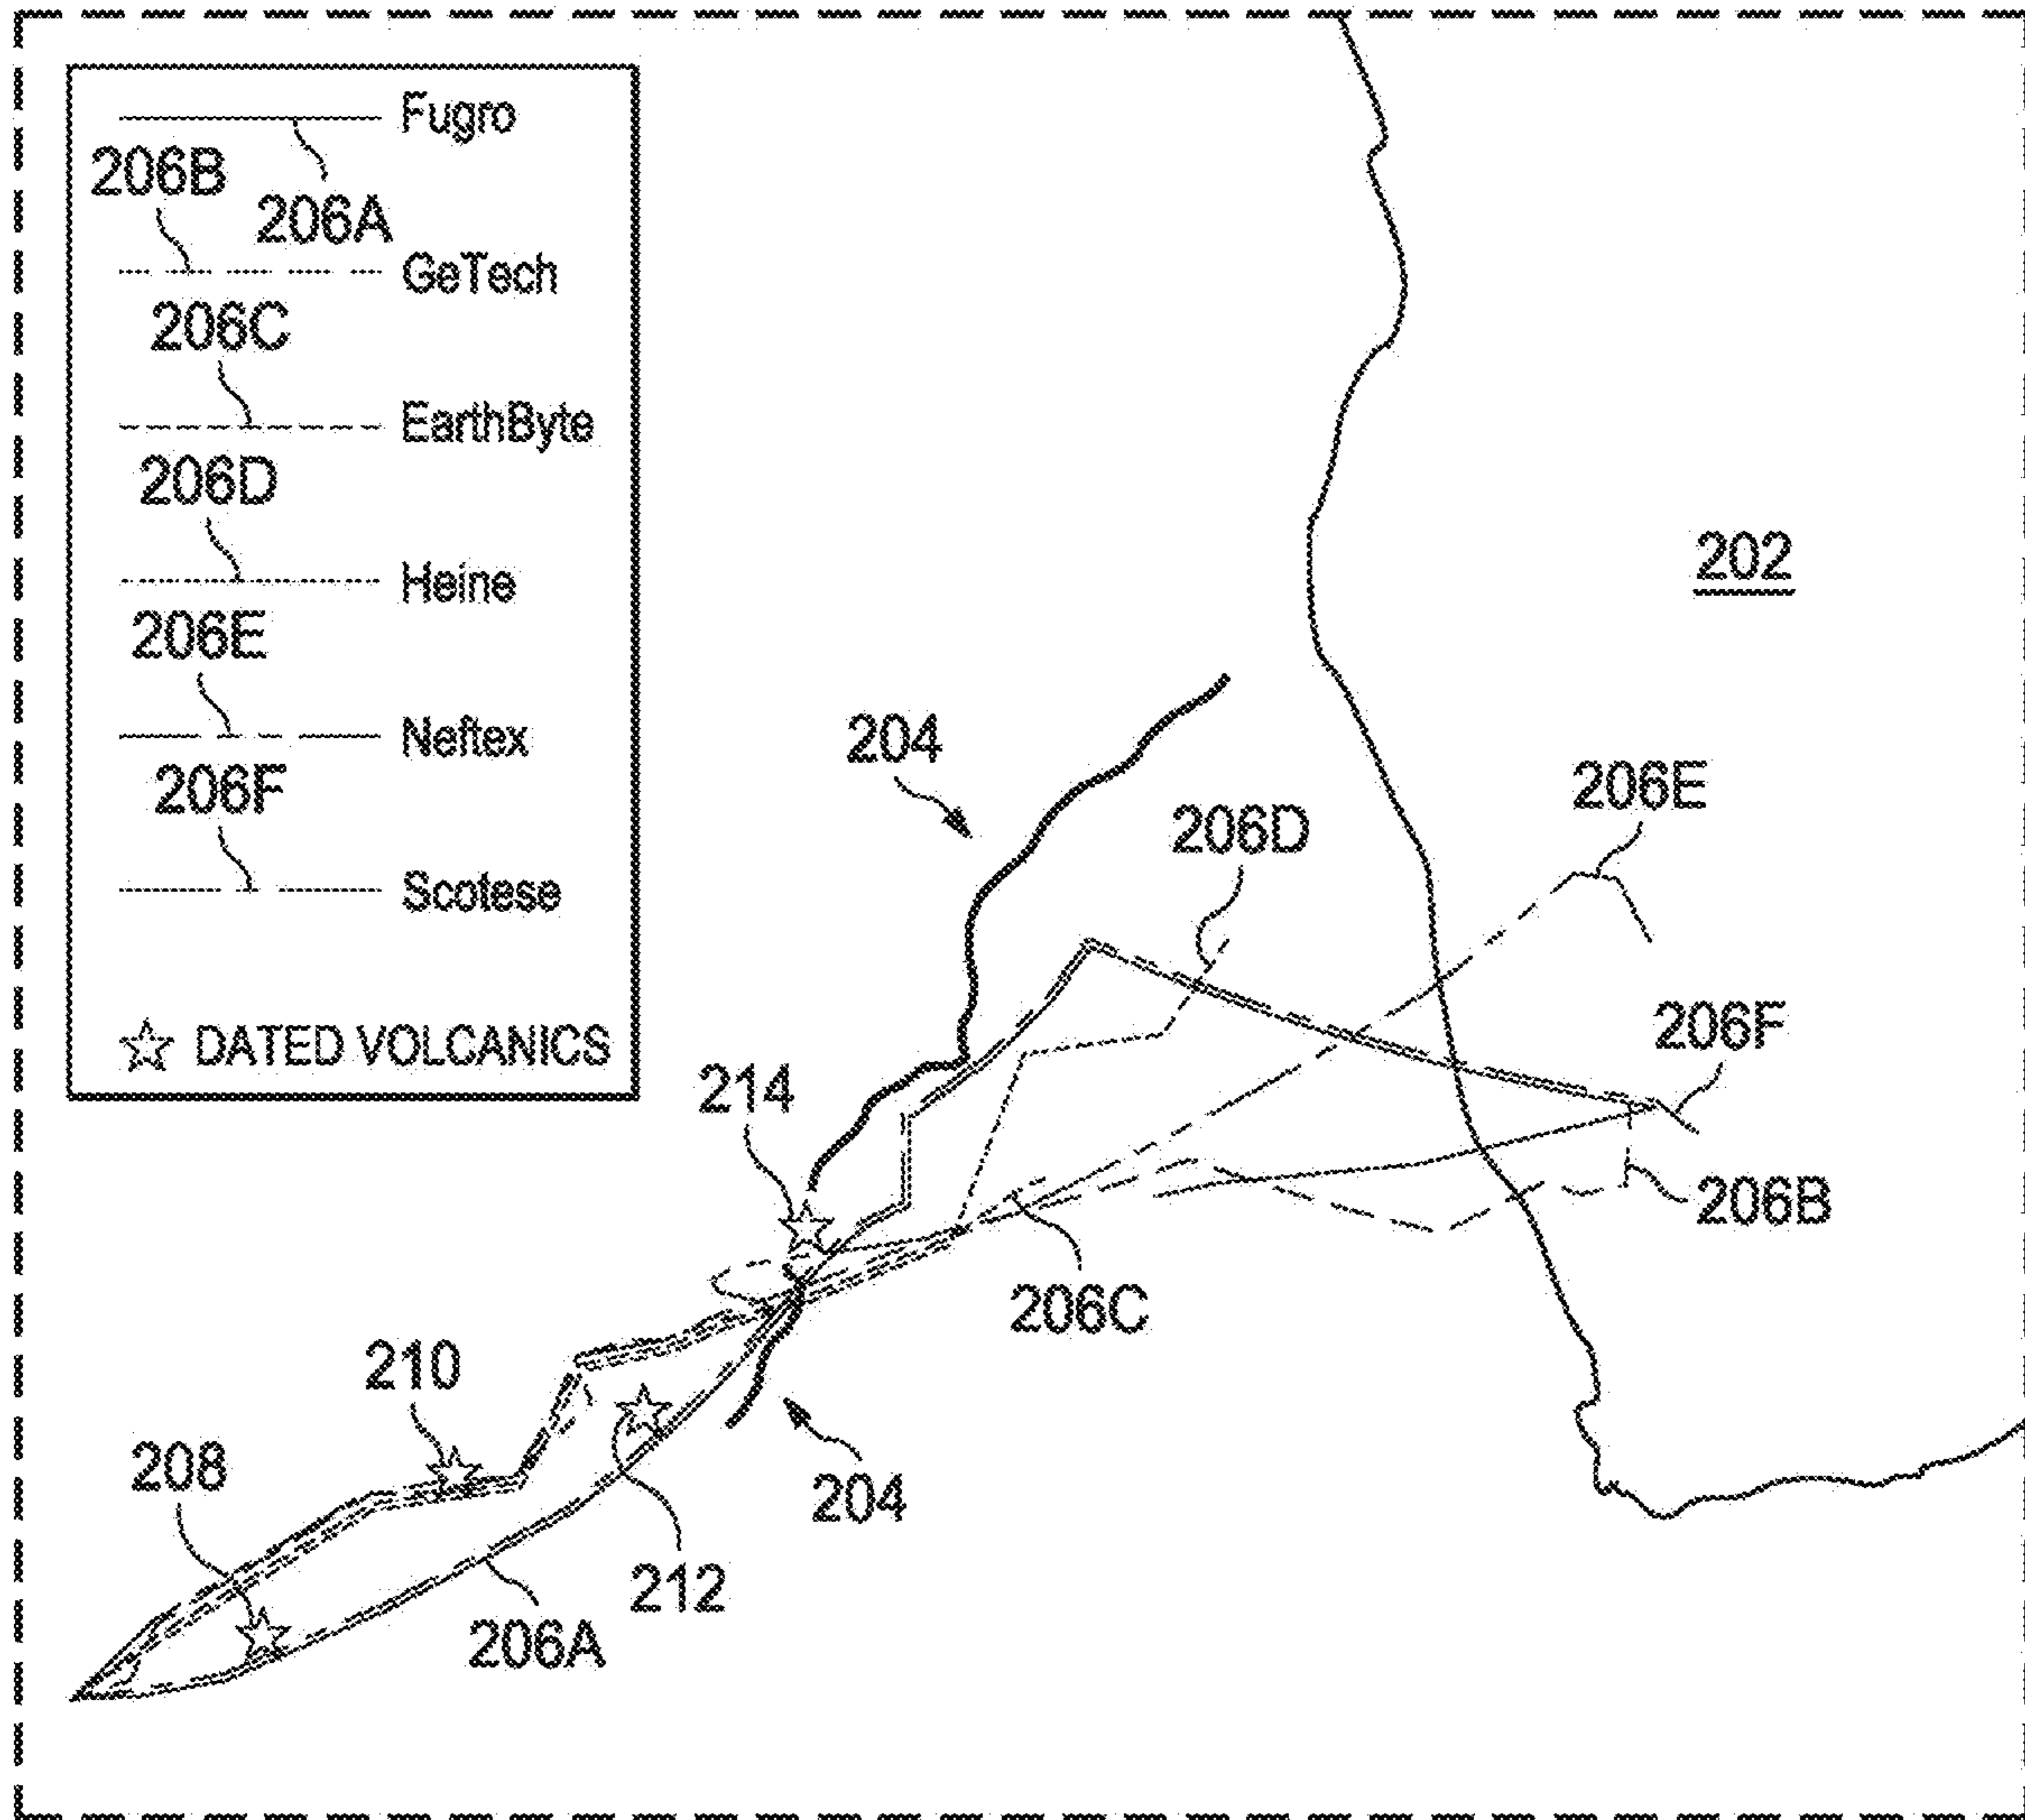 Fugro
206B
206A
GeTech
206C
EarthByte
206D
Heine
206E
Neftex
206F
Scotese
DATED VOLCANICS
202
204
206E
206D
206F
214
206B
206C
210
208
204
212
206A